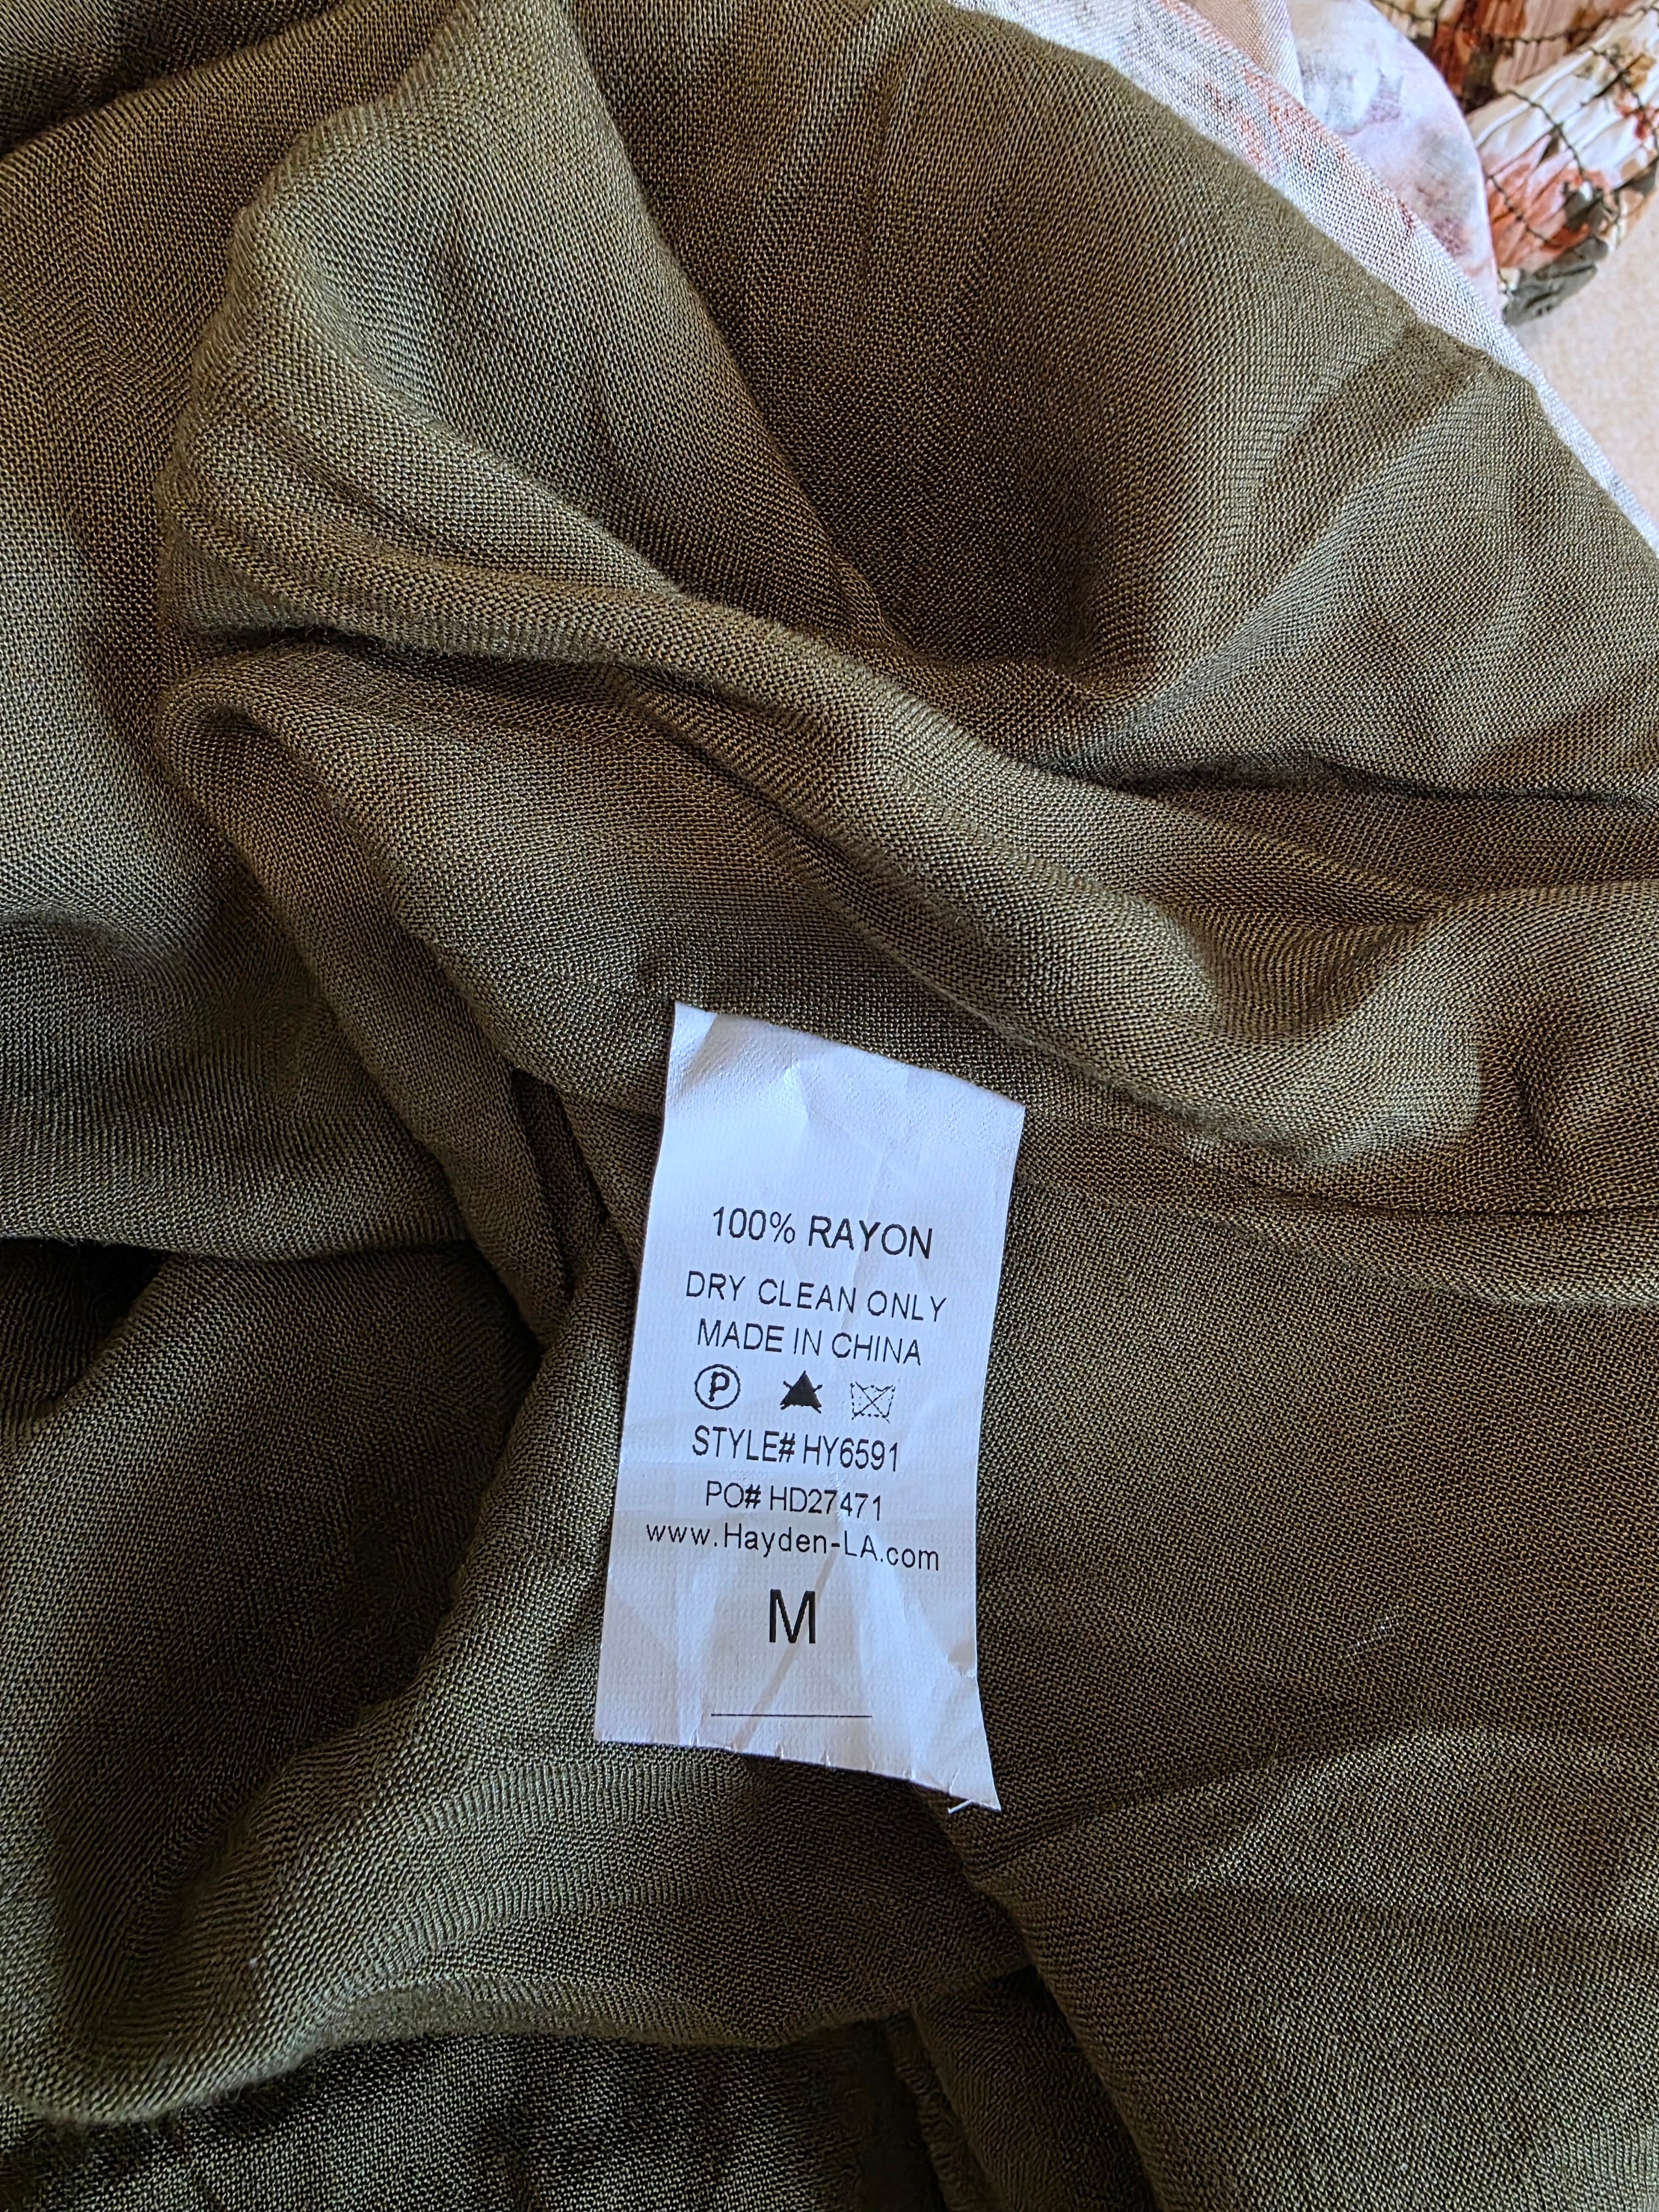 100% RAYON
DRY CLEAN ONLY
MADE IN CHINA
P
STYLE# HY6591
PO# HD27471
www.Hayden-LA.com
M